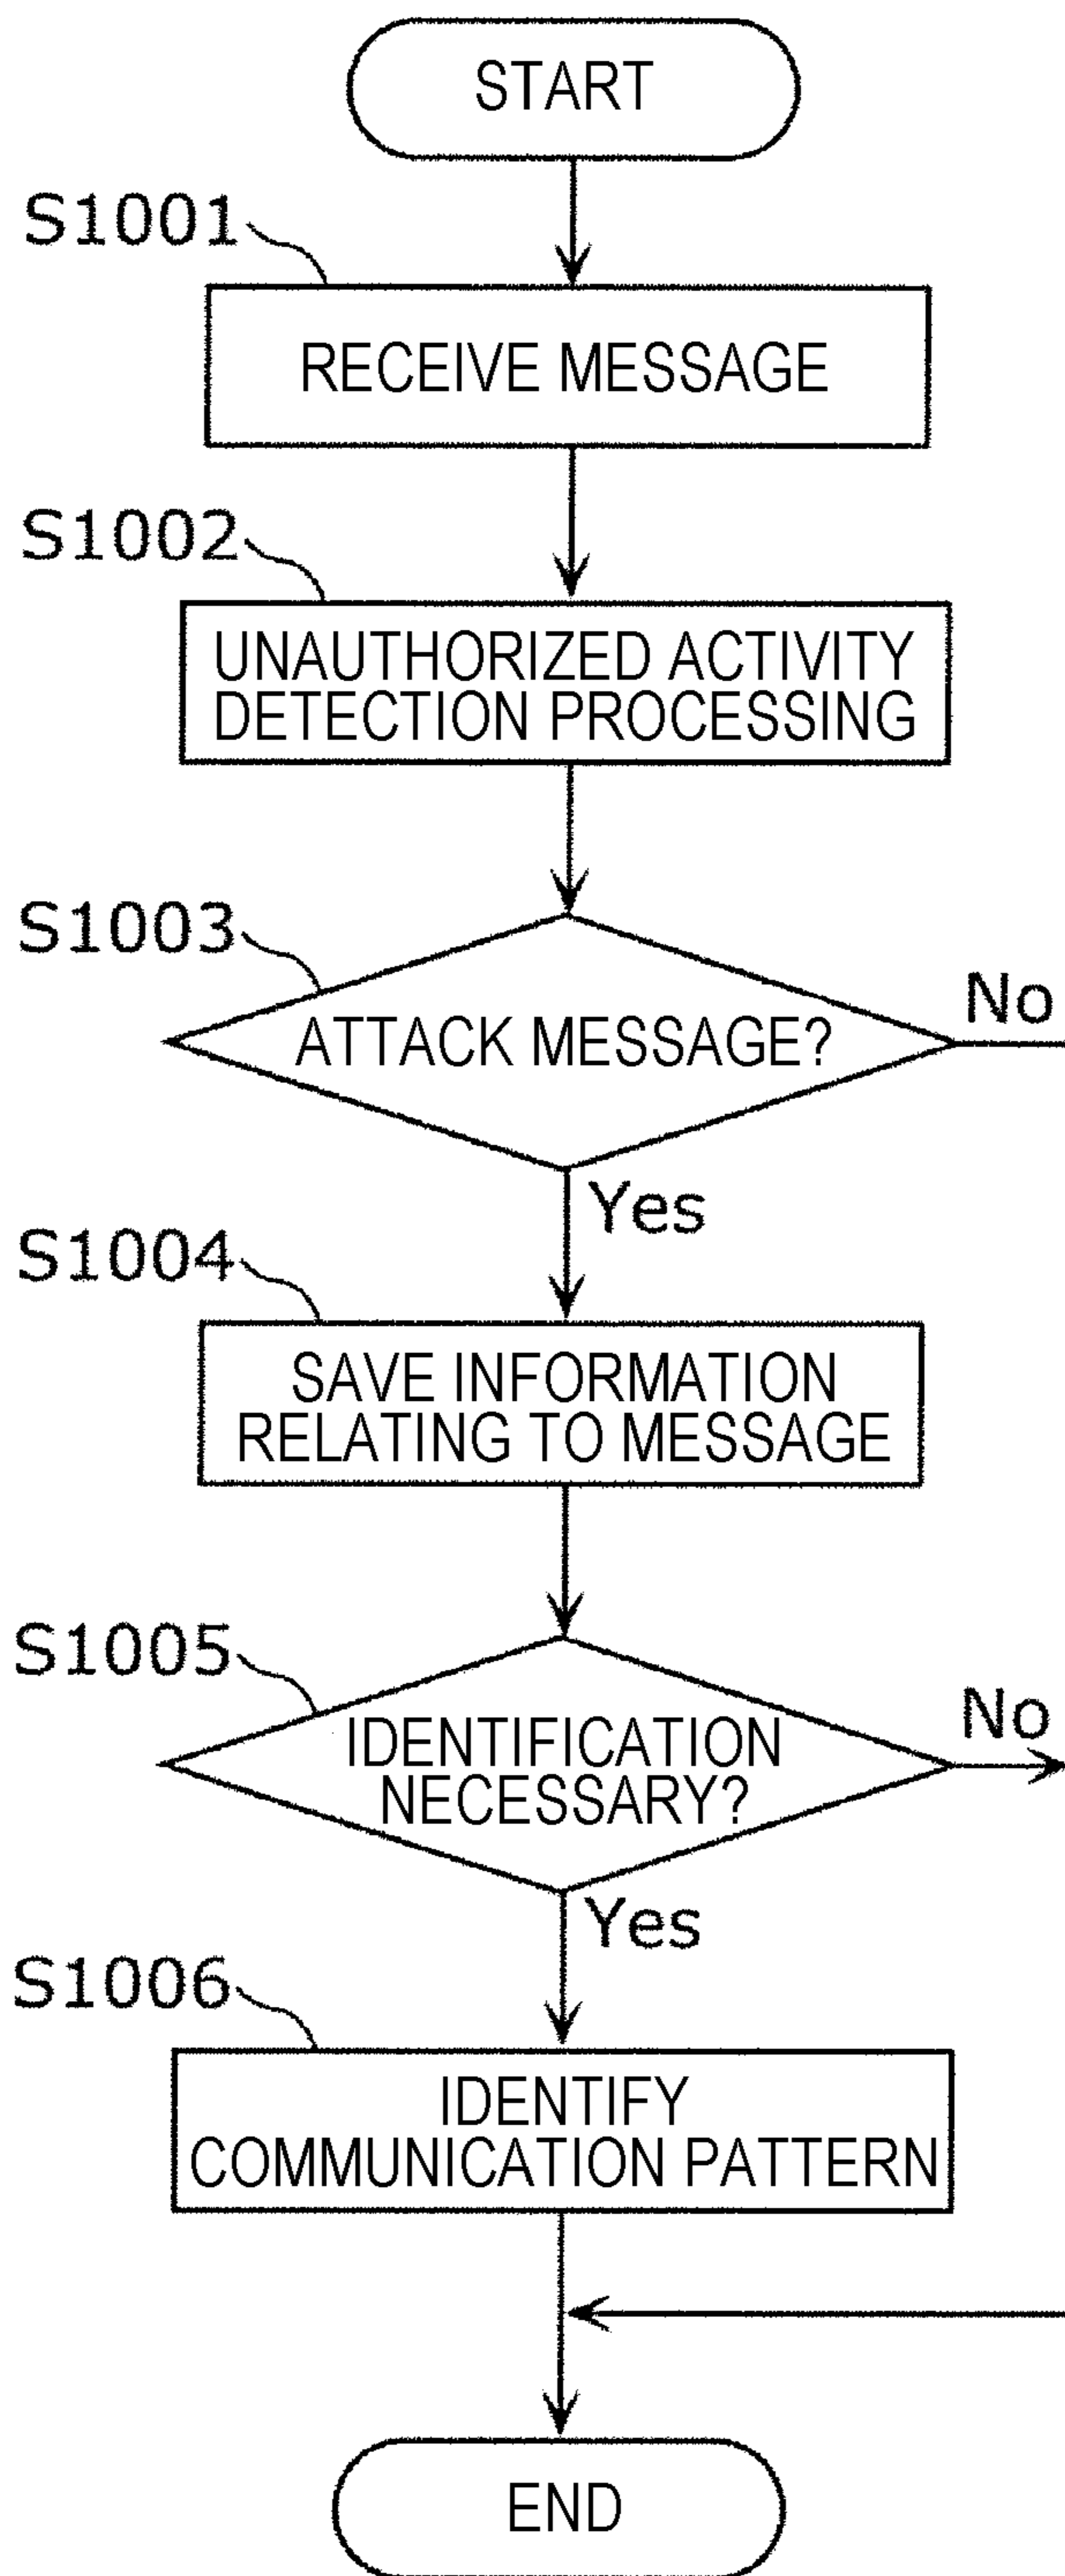 START
S1001
RECEIVE MESSAGE
S1002
UNAUTHORIZED ACTIVITY
DETECTION PROCESSING
S1003
ATTACK MESSAGE?
No
Yes
S1004
SAVE INFORMATION
RELATING TO MESSAGE
S1005
IDENTIFICATION
NECESSARY?
No
Yes
S1006
IDENTIFY
COMMUNICATION PATTERN
END